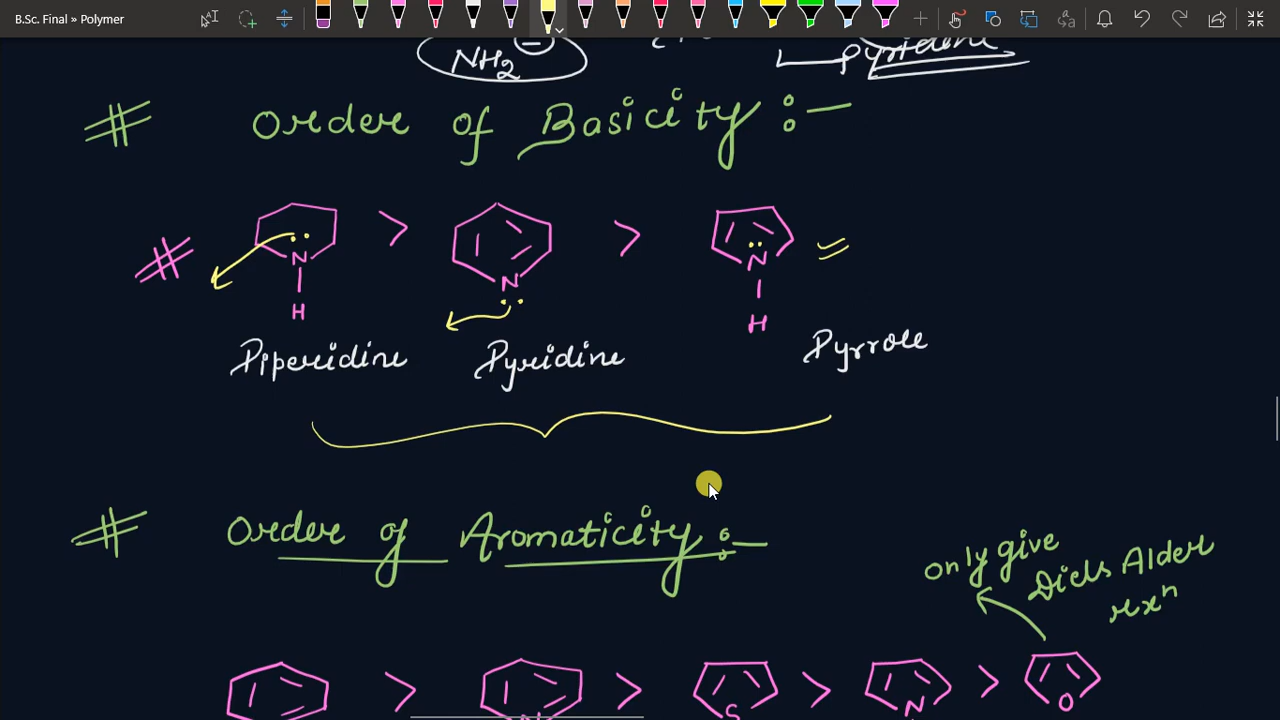 B.Sc. Final » Polymer
NH2 Pyridine
# Order of Basicity :-
# N H > N > N H
Piperidine Pyridine Pyrrole
# Order of Aromaticity :-
only give
Diels Alder
rxn
> N > S > N > O